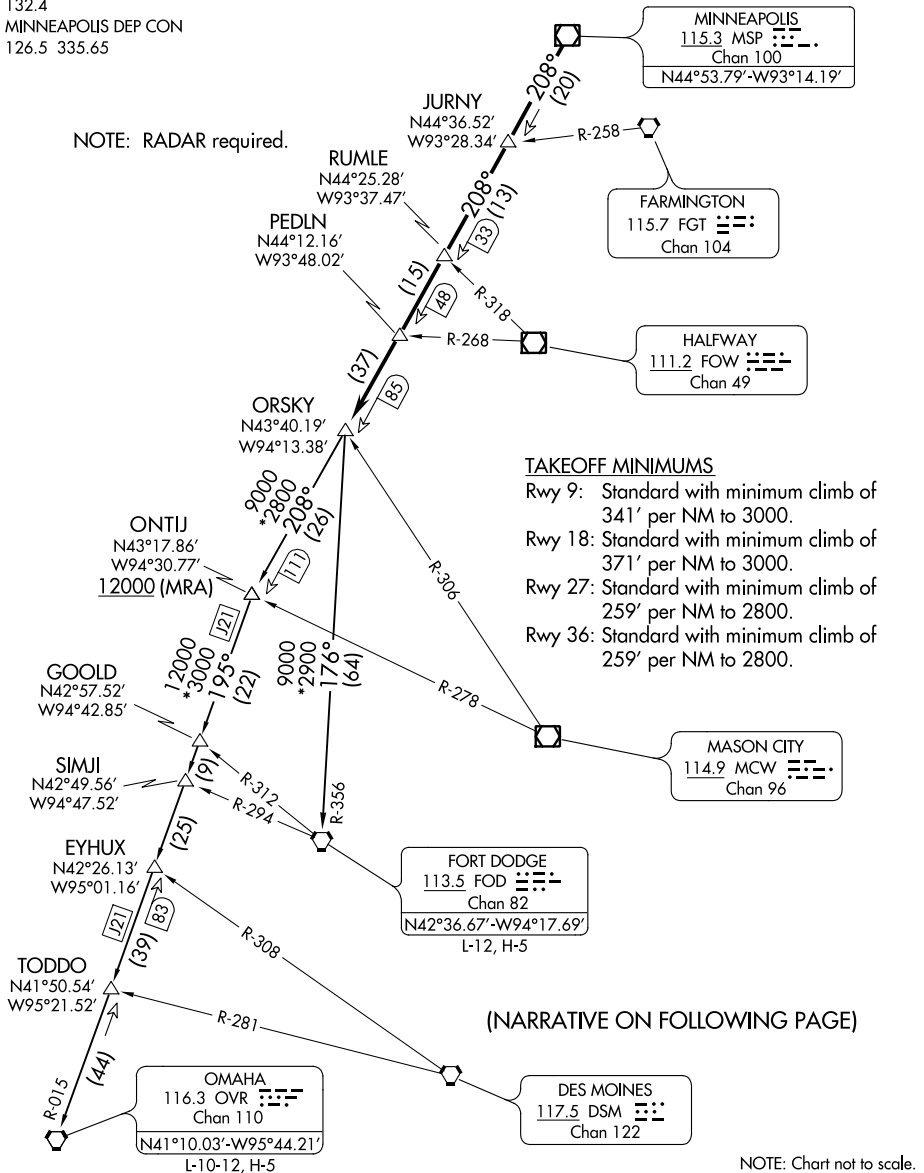 132.4
MINNEAPOLIS DEP CON
126.5 335.65
MINNEAPOLIS
115.3 MSP
Chan 100
N44°53.79'-W93°14.19'
208°
(20)
JURNY
N44°36.52'
W93°28.34'
R-258
NOTE: RADAR required.
FARMINGTON
115.7 FGT
Chan 104
RUMLE
N44°25.28'
W93°37.47'
208°
(13)
33
PEDLN
N44°12.16'
W93°48.02'
(15)
48
R-318
R-268
HALFWAY
111.2 FOW
Chan 49
(37)
85
ORSKY
N43°40.19'
W94°13.38'
TAKEOFF MINIMUMS
Rwy 9: Standard with minimum climb of
341' per NM to 3000.
Rwy 18: Standard with minimum climb of
371' per NM to 3000.
Rwy 27: Standard with minimum climb of
259' per NM to 2800.
Rwy 36: Standard with minimum climb of
259' per NM to 2800.
9000
*2800
208°
(26)
111
ONTIJ
N43°17.86'
W94°30.77'
12000 (MRA)
R-306
J21
12000
*3000
195°
(22)
9000
*2900
176°
(64)
R-278
GOOLD
N42°57.52'
W94°42.85'
MASON CITY
114.9 MCW
Chan 96
SIMJI
N42°49.56'
W94°47.52'
(9)
R-312
R-294
R-356
(25)
EYHUX
N42°26.13'
W95°01.16'
FORT DODGE
113.5 FOD
Chan 82
N42°36.67'-W94°17.69'
L-12, H-5
J21
(39)
83
R-308
TODDO
N41°50.54'
W95°21.52'
R-281
(NARRATIVE ON FOLLOWING PAGE)
R-015
(44)
OMAHA
116.3 OVR
Chan 110
N41°10.03'-W95°44.21'
L-10-12, H-5
DES MOINES
117.5 DSM
Chan 122
NOTE: Chart not to scale.